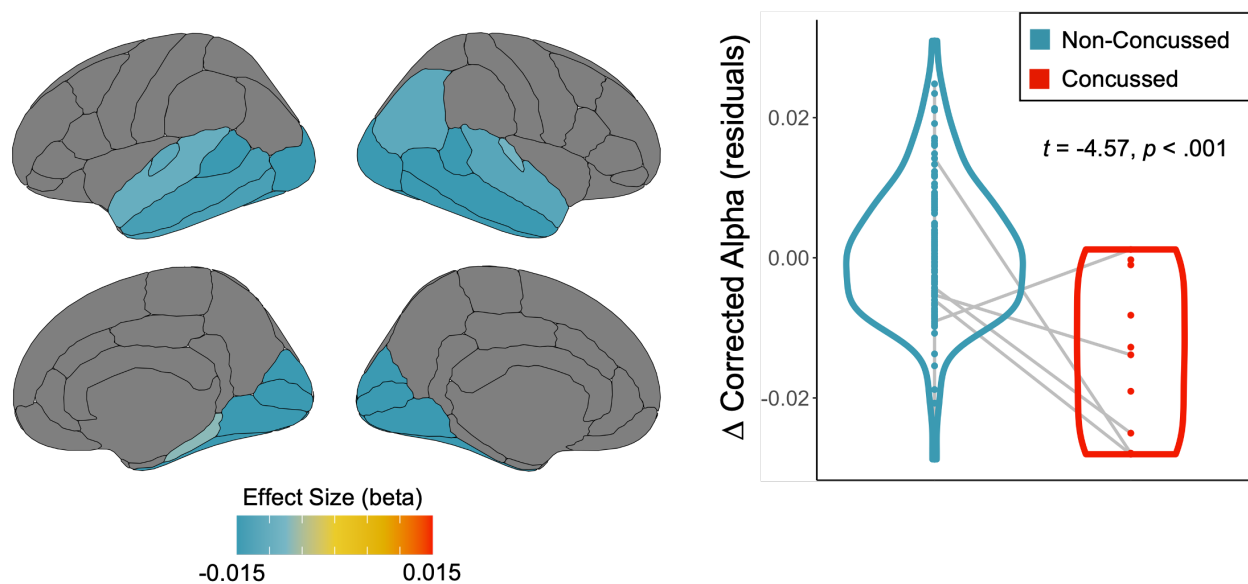 Effect Size (beta)
-0.015 0.015
Δ Corrected Alpha (residuals)
0.02
0.00
-0.02
Non-Concussed
Concussed
t = -4.57, p < .001